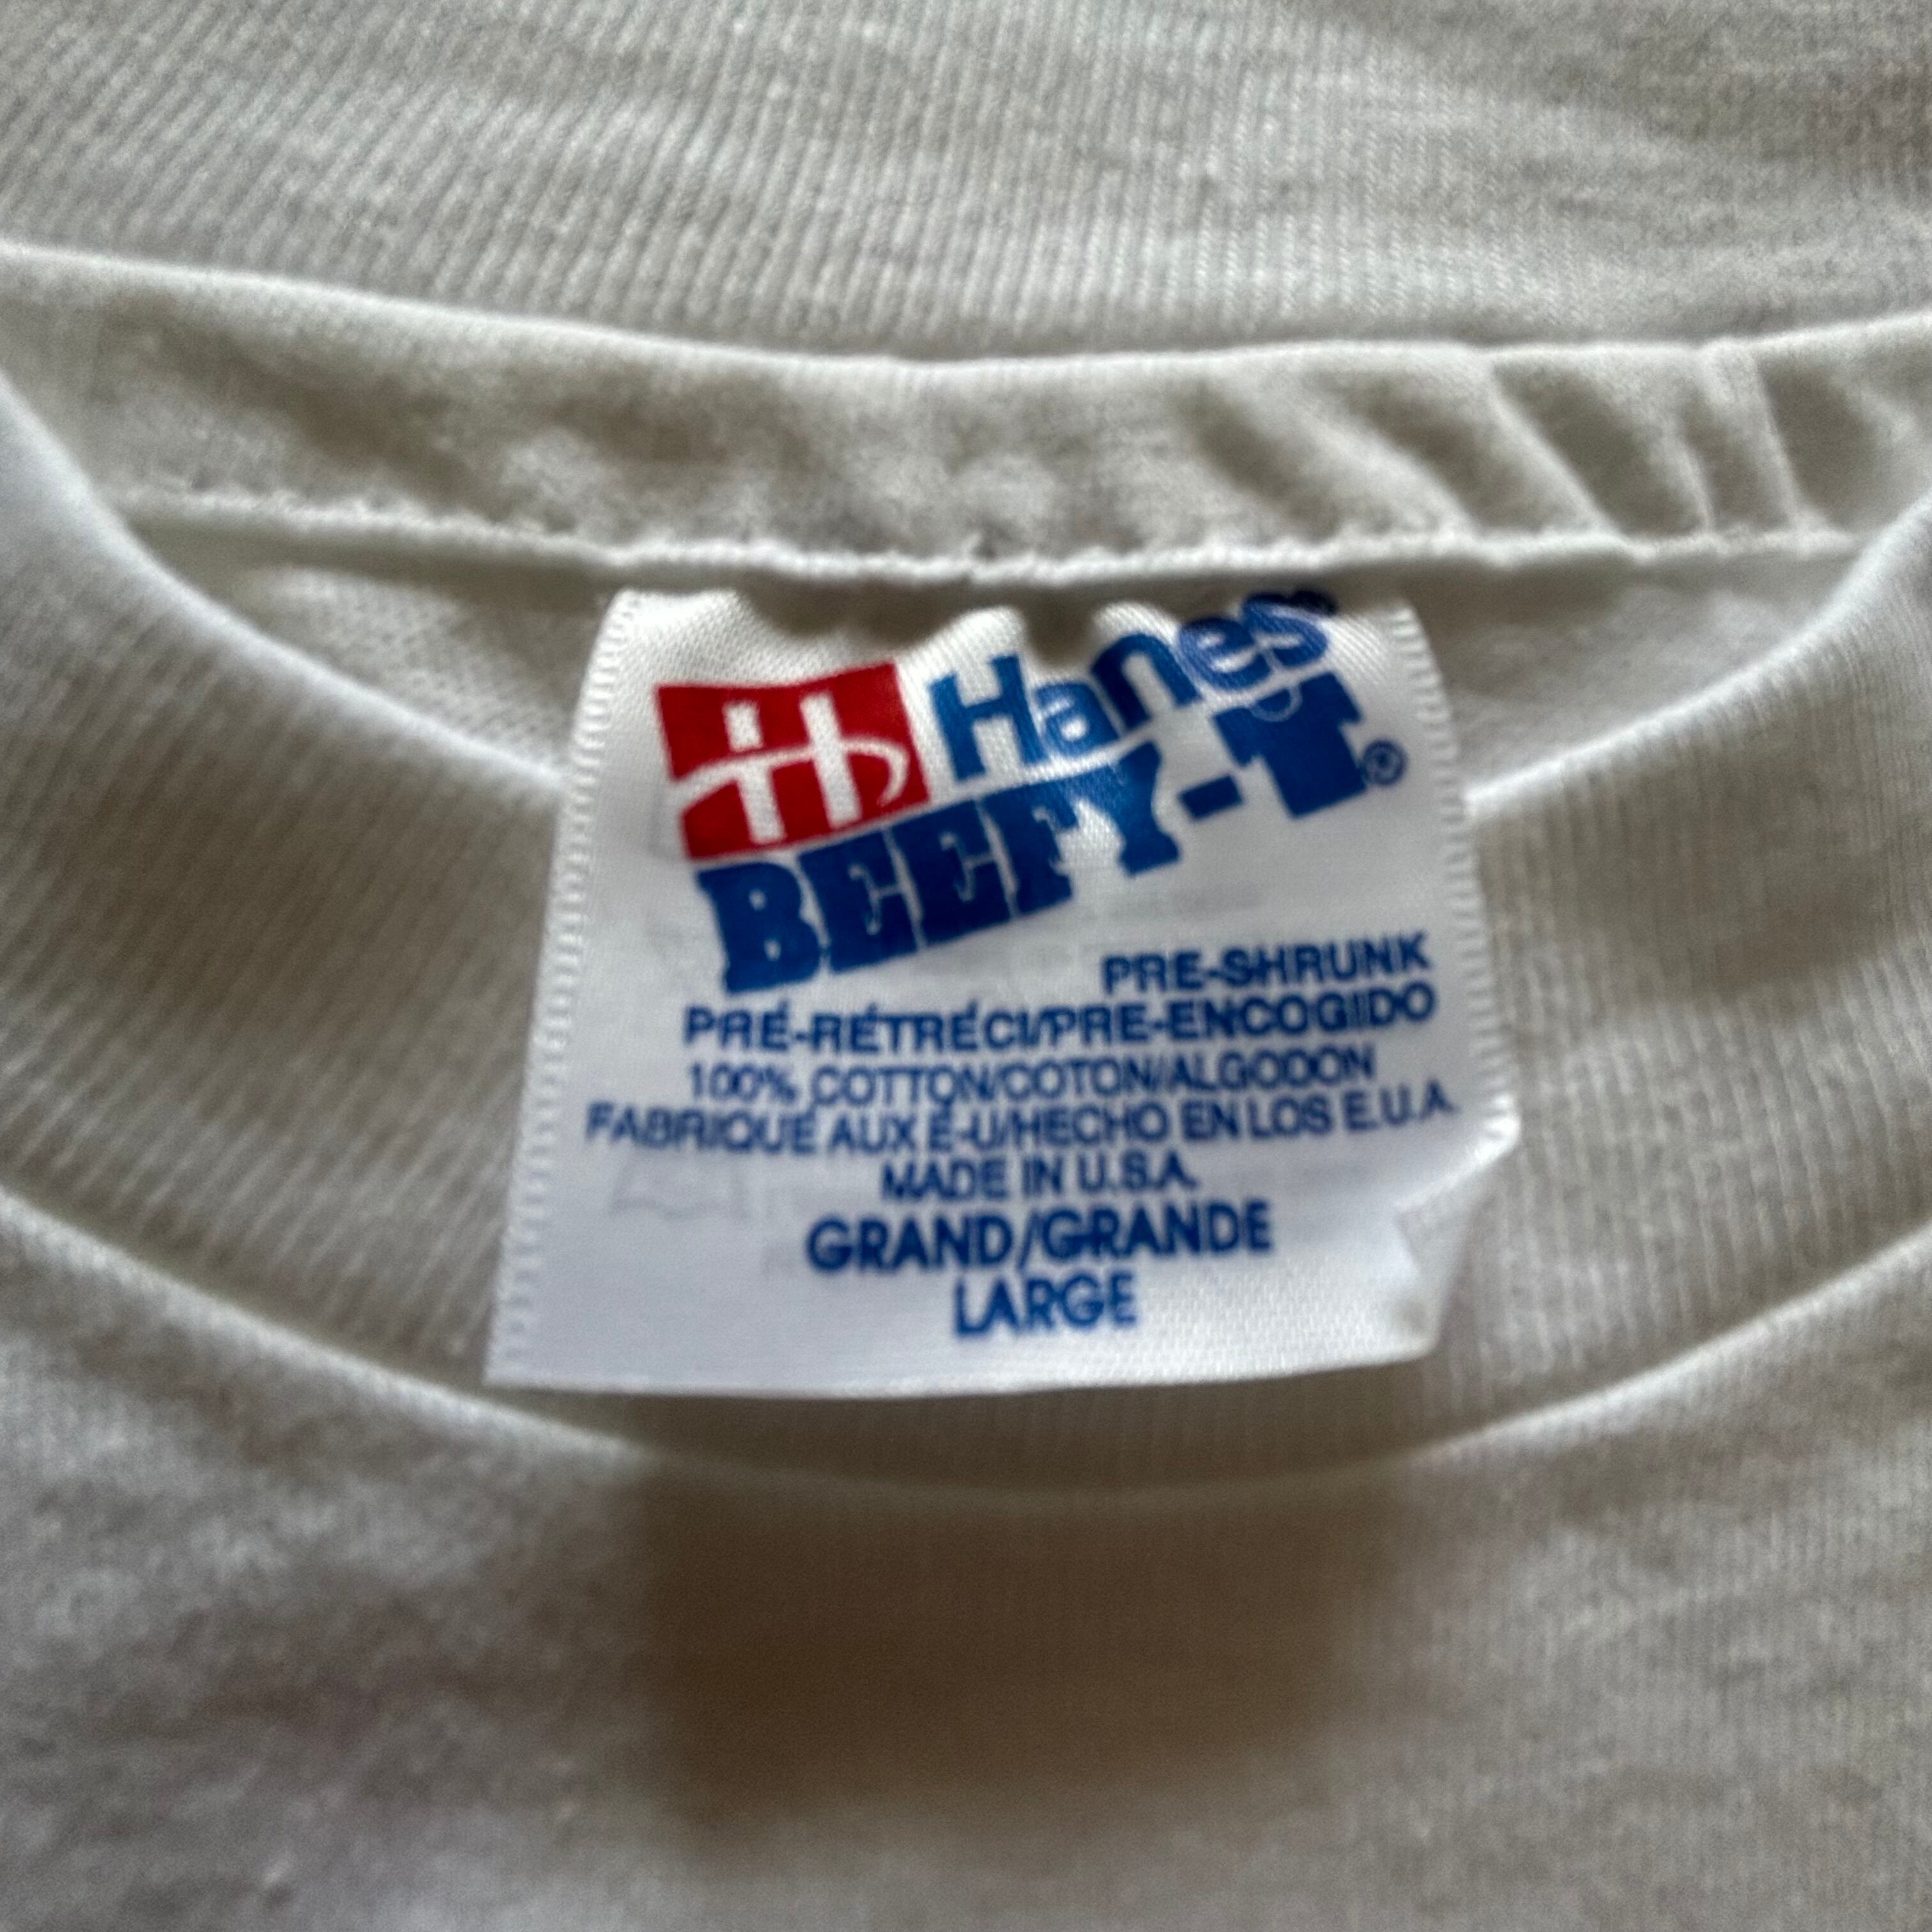 H Hanes®
BEEFY-T®
PRE-SHRUNK
PRÉ-RÉTRÉCI/PRE-ENCOGIDO
100% COTTON/COTON/ALGODON
FABRIQUÉ AUX É-U/HECHO EN LOS E.U.A.
MADE IN U.S.A.
GRAND/GRANDE
LARGE